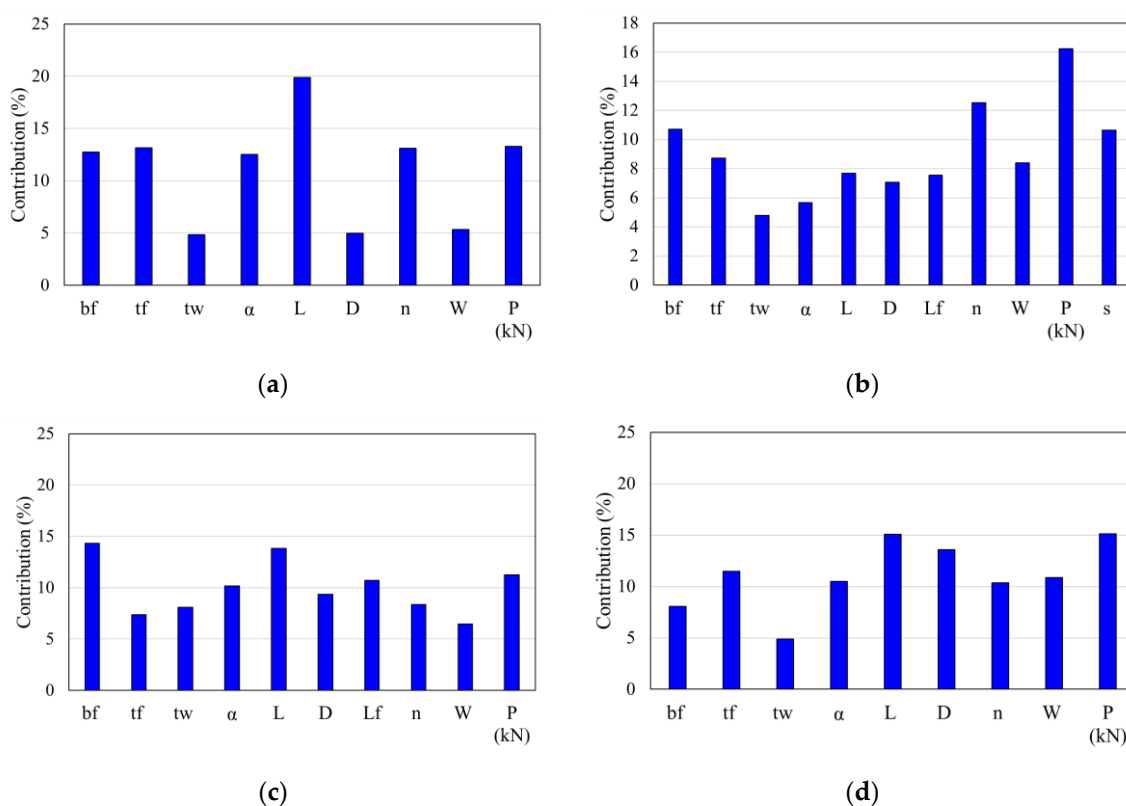 Contribution (%)
25
20
15
10
5
0
bf tf tw α L D n W P
(kN)
(a)
Contribution (%)
18
16
14
12
10
8
6
4
2
0
bf tf tw α L D Lf n W P s
(kN)
(b)
Contribution (%)
25
20
15
10
5
0
bf tf tw α L D Lf n W P
(kN)
(c)
Contribution (%)
25
20
15
10
5
0
bf tf tw α L D n W P
(kN)
(d)